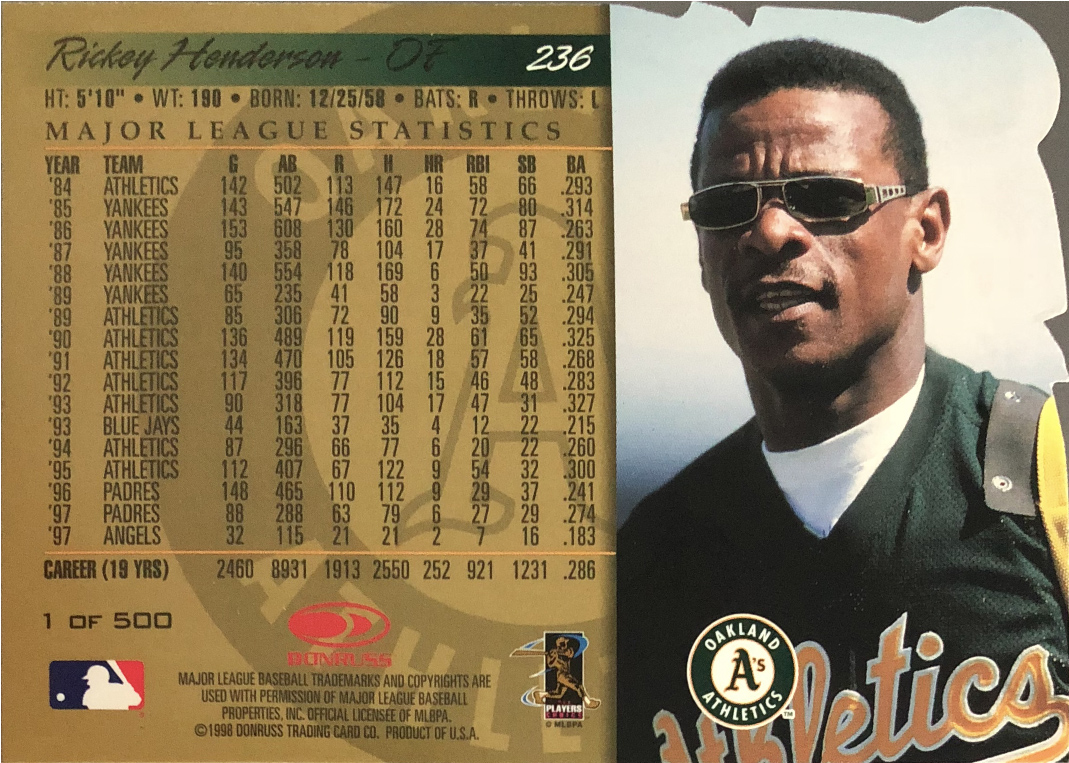 Rickey Henderson - OF 236
HT: 5'10" • WT: 190 • BORN: 12/25/58 • BATS: R • THROWS: L
MAJOR LEAGUE STATISTICS
YEAR TEAM G AB R H HR RBI SB BA
'84 ATHLETICS 142 502 113 147 16 58 66 .293
'85 YANKEES 143 547 146 172 24 72 80 .314
'86 YANKEES 153 608 130 160 28 74 87 .263
'87 YANKEES 95 358 78 104 17 37 41 .291
'88 YANKEES 140 554 118 169 6 50 93 .305
'89 YANKEES 65 235 41 58 3 22 25 .247
'89 ATHLETICS 85 306 72 90 9 35 52 .294
'90 ATHLETICS 136 489 119 159 28 61 65 .325
'91 ATHLETICS 134 470 105 126 18 57 58 .268
'92 ATHLETICS 117 396 77 112 15 46 48 .283
'93 ATHLETICS 90 318 77 104 17 47 31 .327
'93 BLUE JAYS 44 163 37 35 4 12 22 .215
'94 ATHLETICS 87 296 66 77 6 20 22 .260
'95 ATHLETICS 112 407 67 122 9 54 32 .300
'96 PADRES 148 465 110 112 9 29 37 .241
'97 PADRES 88 288 63 79 6 27 29 .274
'97 ANGELS 32 115 21 21 2 7 16 .183
CAREER (19 YRS) 2460 8931 1913 2550 252 921 1231 .286
1 OF 500
DONRUSS
MAJOR LEAGUE BASEBALL TRADEMARKS AND COPYRIGHTS ARE
USED WITH PERMISSION OF MAJOR LEAGUE BASEBALL
PROPERTIES, INC. OFFICIAL LICENSEE OF MLBPA.
©1998 DONRUSS TRADING CARD CO. PRODUCT OF U.S.A.
PLAYERS
CHOICE
© MLBPA
OAKLAND
A's
ATHLETICS
TM
Athletics